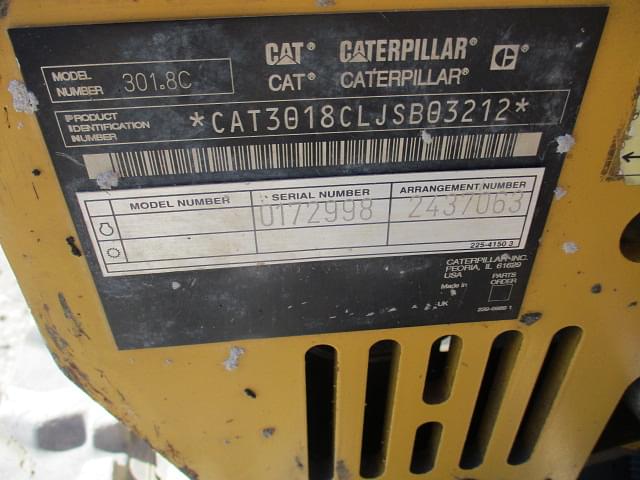 CAT® CATERPILLAR®
CAT® CATERPILLAR®
MODEL NUMBER 301.8C
PRODUCT IDENTIFICATION NUMBER *CAT3018CLJSB03212*
MODEL NUMBER SERIAL NUMBER ARRANGEMENT NUMBER
0172998 2437063
225-4150 3
CATERPILLAR INC.
PEORIA, IL 61629
USA
PARTS ORDER
Made in
UK